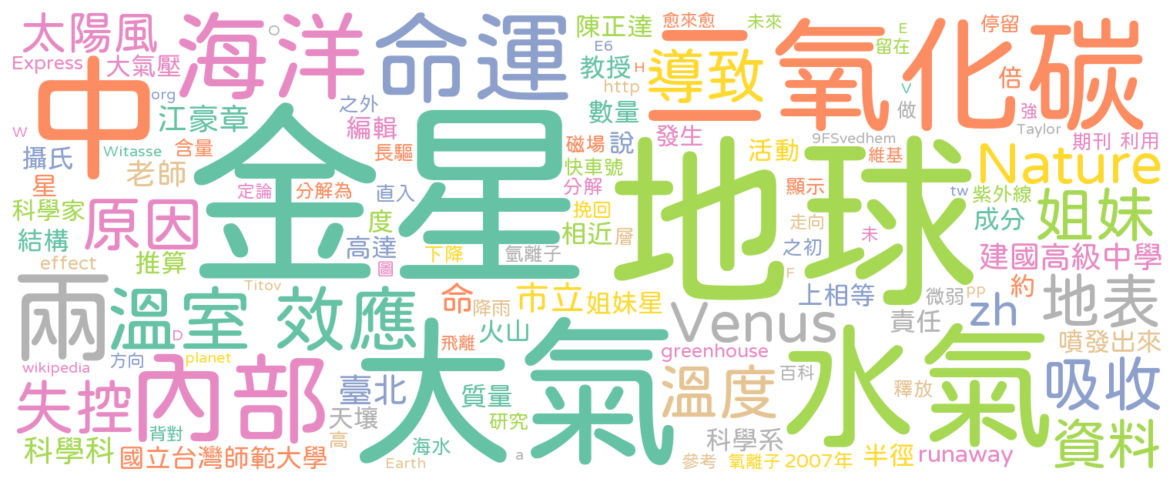 太陽風 海洋 命運 陳正達 愈來愈 未來 二氧化碳 停留
Express 大氣壓 O E6 教授 導致 E 留在 倍
中 org 之外 http H 數量 V 做 強
江豪章 編輯 磁場 說 發生 9FSvedhem Taylor 期刊 利用
W Witasse 含量 長驅 快車號 活動 維基 Nature
攝氏 老師 金星 地球
星 定論 分解為 直入 分解 顯示 tw 紫外線
科學家 原因 度 挽回 走向 成分 姐妹
結構 推算 高達 相近 層 之初 未
effect 圖 下降 氫離子 建國高級中學
Titov 命 降雨 市立 姐妹星 F 上相等 微弱 pp 約
兩 溫室 效應 火山 Venus 責任 zh 地表
D 飛離 噴發出來
方向 planet 大氣 greenhouse 水氣
wikipedia 內部 臺北 質量 溫度 百科 釋放 吸收
失控 天壤 研究
背對 高 海水 科學系
科學科 國立台灣師範大學 Earth a 參考 氧離子 2007年 半徑 runaway 資料